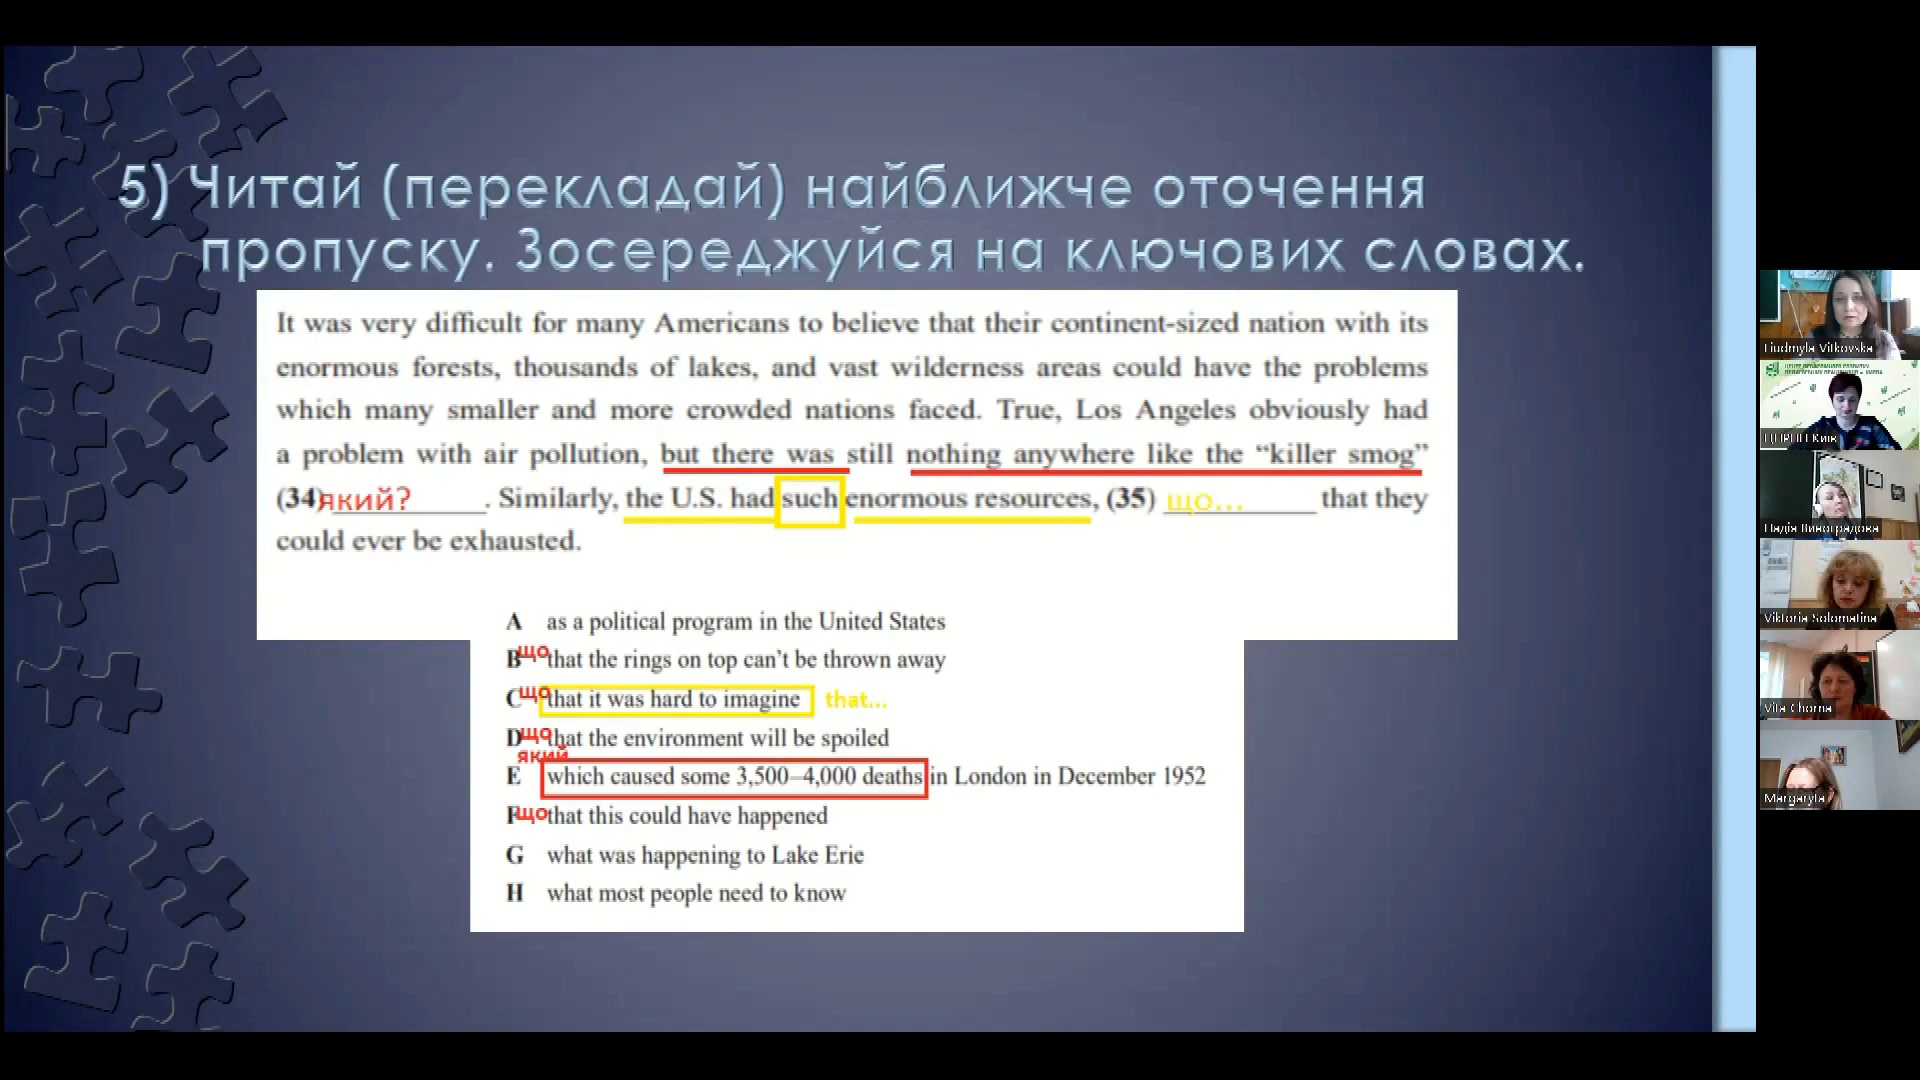 5) Читай (перекладай) найближче оточення
пропуску. Зосереджуйся на ключових словах.
It was very difficult for many Americans to believe that their continent-sized nation with its
enormous forests, thousands of lakes, and vast wilderness areas could have the problems
which many smaller and more crowded nations faced. True, Los Angeles obviously had
a problem with air pollution, but there was still nothing anywhere like the “killer smog”
(34) який? . Similarly, the U.S. had such enormous resources, (35) що... that they
could ever be exhausted.
A as a political program in the United States
B що that the rings on top can’t be thrown away
C що that it was hard to imagine that...
D що that the environment will be spoiled
який
E which caused some 3,500–4,000 deaths in London in December 1952
F що that this could have happened
G what was happening to Lake Erie
H what most people need to know
Liudmyla Vitkovska
Надія Виноградова
Viktoria Solomatina
Vita Chorna
Margaryta